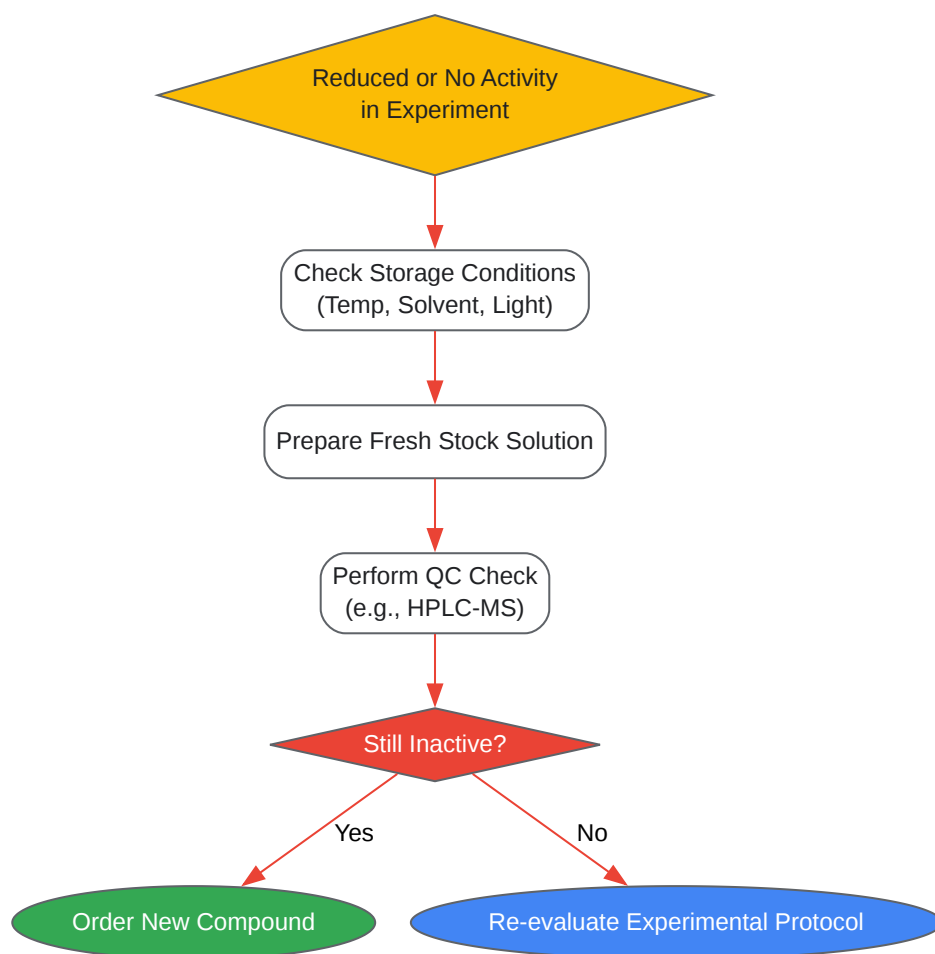 Reduced or No Activity
in Experiment
Check Storage Conditions
(Temp, Solvent, Light)
Prepare Fresh Stock Solution
Perform QC Check
(e.g., HPLC-MS)
Still Inactive?
Yes
No
Order New Compound
Re-evaluate Experimental Protocol